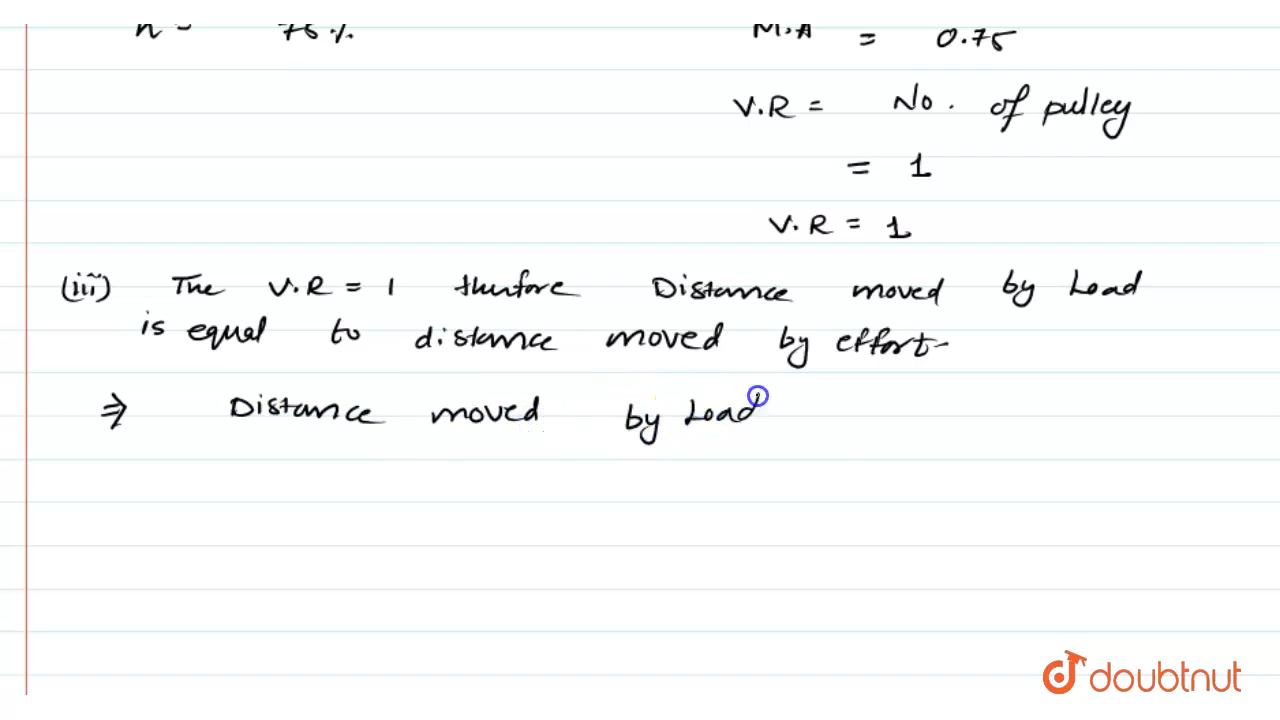 η = 75 %
M.A = 0.75
V.R = No. of pulley
= 1
V.R = 1
(iii) The V.R = 1 therefore Distance moved by Load
is equal to distance moved by effort
⇒ Distance moved by Load
doubtnut